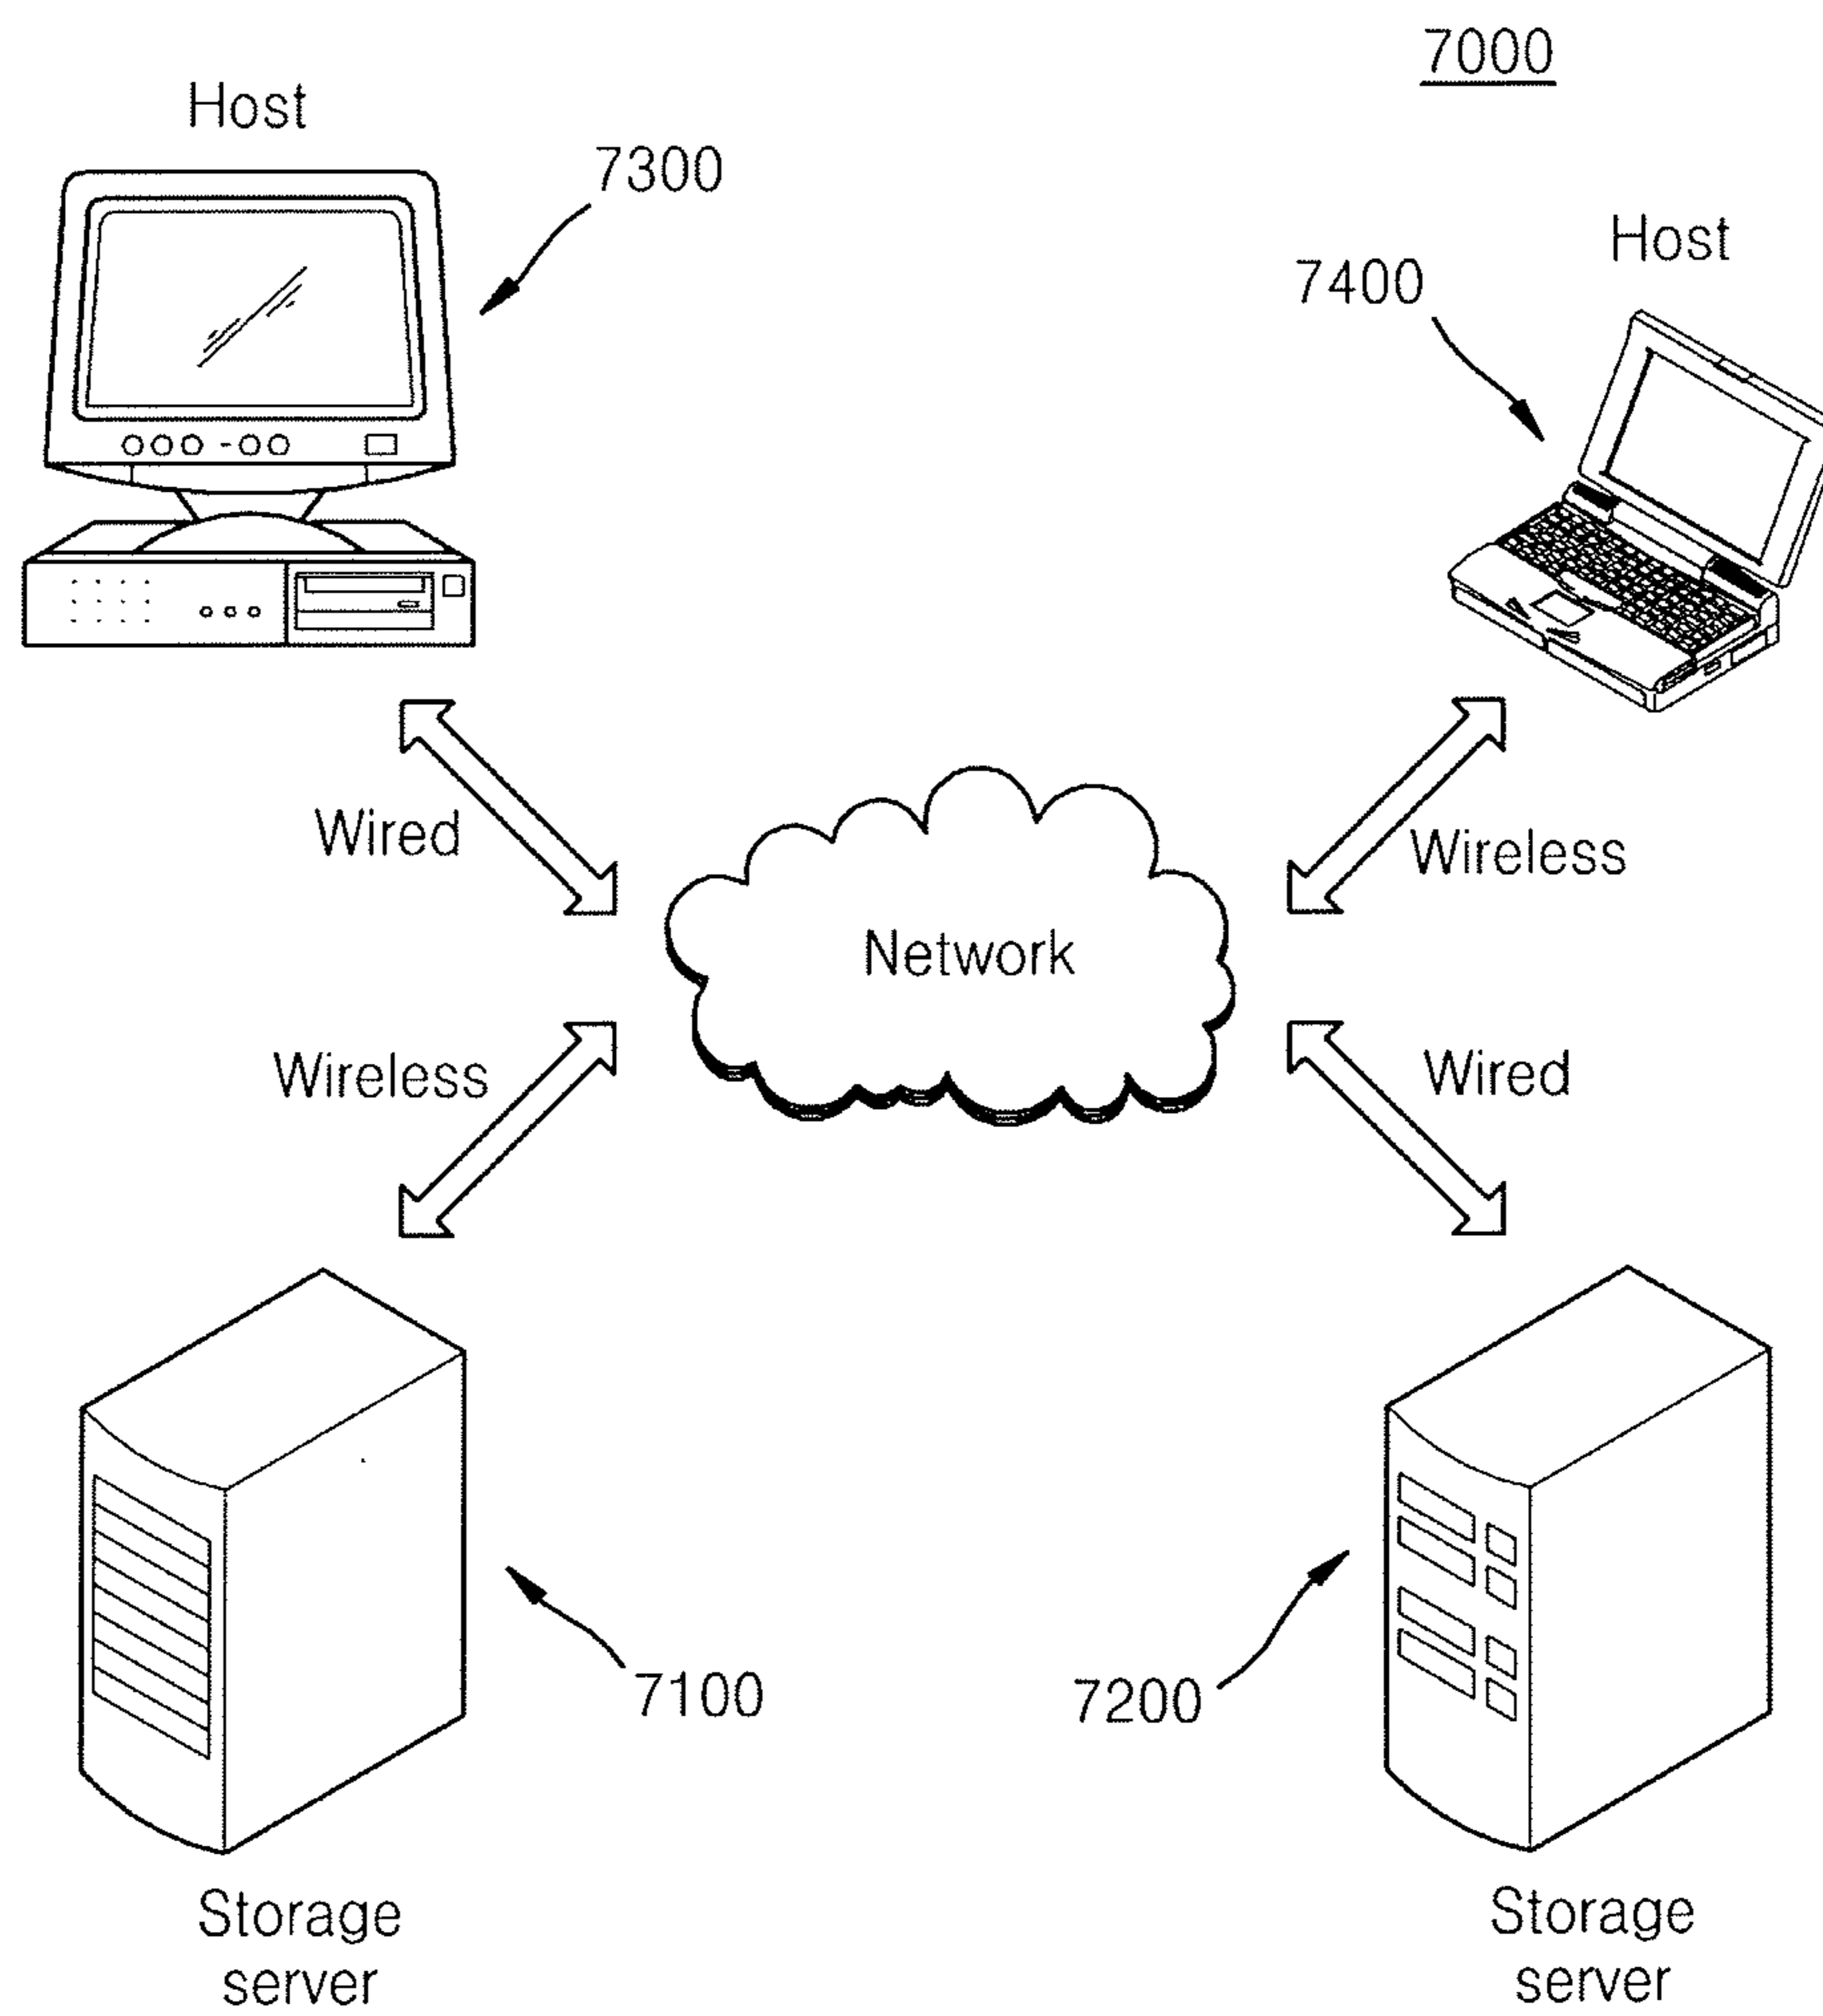 7000
Host
7300
Host
7400
Wired
Wireless
Network
Wireless
Wired
7100
7200
Storage
server
Storage
server